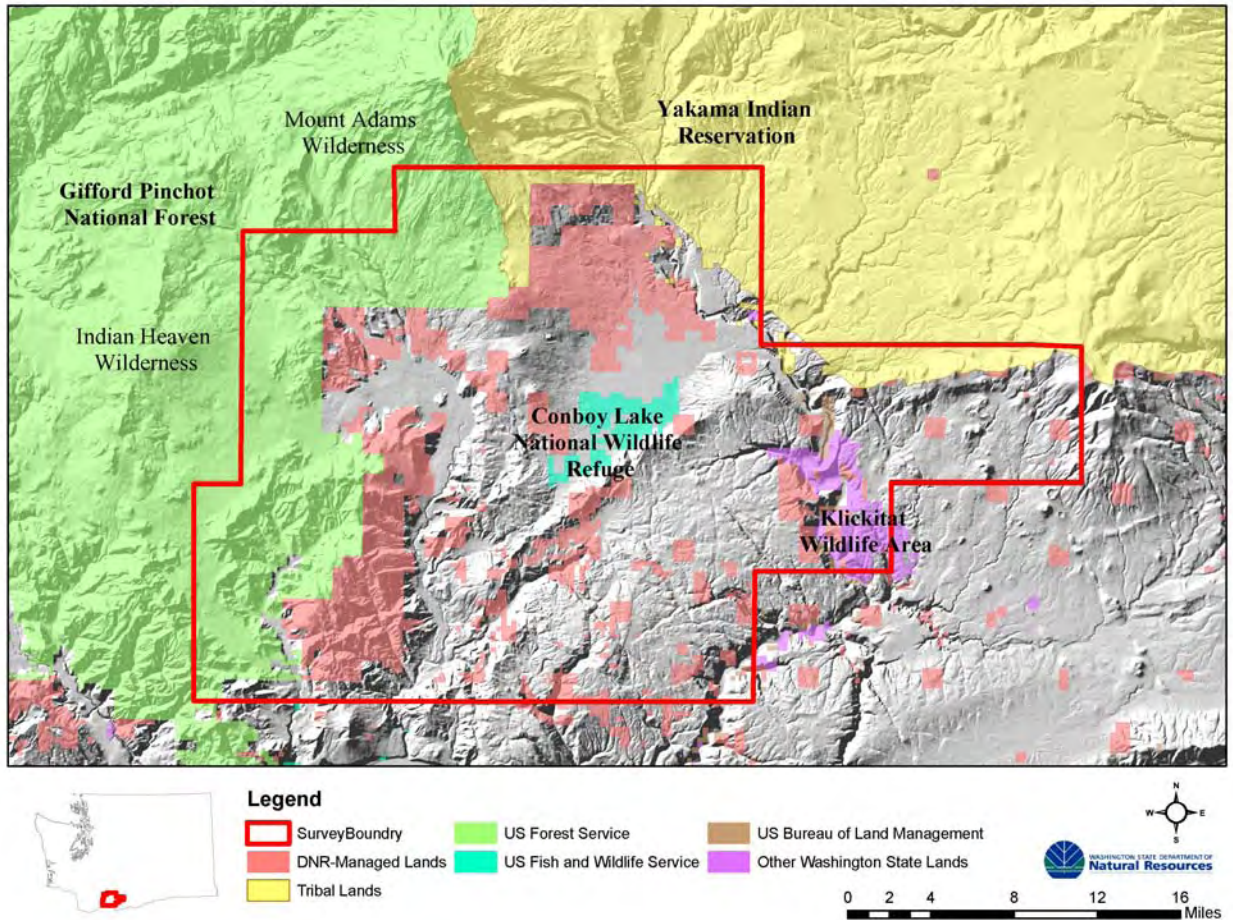 Mount Adams
Wilderness
Yakama Indian
Reservation
Gifford Pinchot
National Forest
Indian Heaven
Wilderness
Conboy Lake
National Wildlife
Refuge
Klickitat
Wildlife Area
Legend
SurveyBoundry
DNR-Managed Lands
Tribal Lands
US Forest Service
US Fish and Wildlife Service
US Bureau of Land Management
Other Washington State Lands
N
W E
S
WASHINGTON STATE DEPARTMENT OF
Natural Resources
0 2 4 8 12 16
Miles